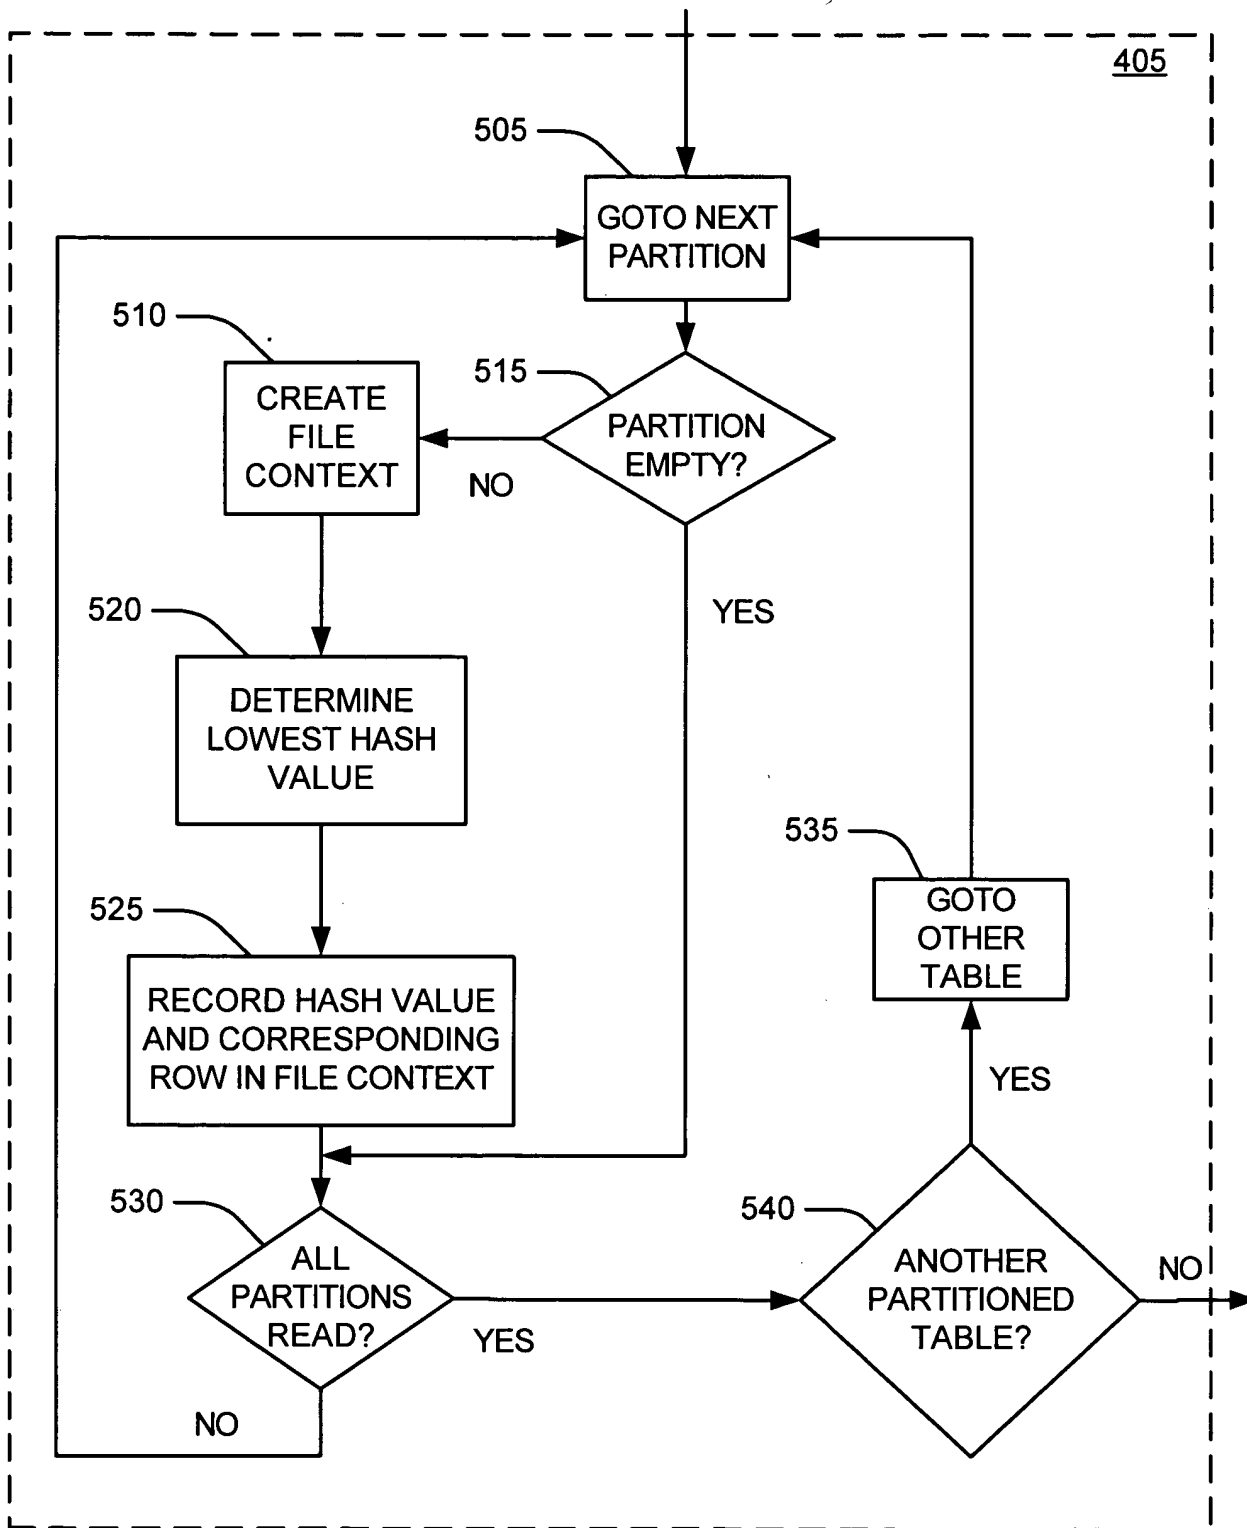 405
505
GOTO NEXT
PARTITION
510
CREATE
FILE
CONTEXT
515
PARTITION
EMPTY?
NO
YES
520
DETERMINE
LOWEST HASH
VALUE
535
GOTO
OTHER
TABLE
525
RECORD HASH VALUE
AND CORRESPONDING
ROW IN FILE CONTEXT
YES
530
ALL
PARTITIONS
READ?
YES
NO
540
ANOTHER
PARTITIONED
TABLE?
NO